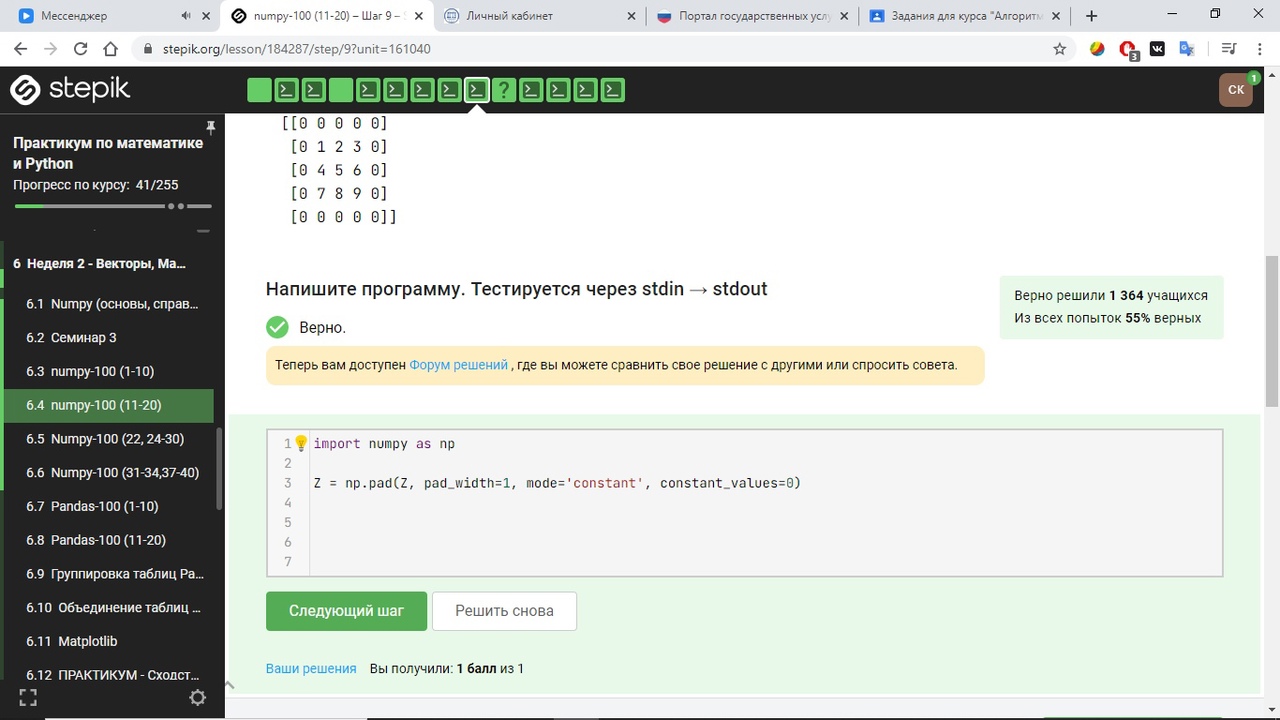 Мессенджер
numpy-100 (11-20) – Шаг 9 –
Личный кабинет
Портал государственных услу
Задания для курса "Алгоритм
stepik.org/lesson/184287/step/9?unit=161040
3
stepik
СК
1
Практикум по математике
и Python
Прогресс по курсу: 41/255
6 Неделя 2 - Векторы, Ма...
6.1 Numpy (основы, справ...
6.2 Семинар 3
6.3 numpy-100 (1-10)
6.4 numpy-100 (11-20)
6.5 Numpy-100 (22, 24-30)
6.6 Numpy-100 (31-34,37-40)
6.7 Pandas-100 (1-10)
6.8 Pandas-100 (11-20)
6.9 Группировка таблиц Pa...
6.10 Объединение таблиц ...
6.11 Matplotlib
6.12 ПРАКТИКУМ - Сходст...
[[0 0 0 0 0]
[0 1 2 3 0]
[0 4 5 6 0]
[0 7 8 9 0]
[0 0 0 0 0]]
Напишите программу. Тестируется через stdin → stdout
Верно.
Теперь вам доступен Форум решений , где вы можете сравнить свое решение с другими или спросить совета.
Верно решили 1 364 учащихся
Из всех попыток 55% верных
1 import numpy as np
2
3 Z = np.pad(Z, pad_width=1, mode='constant', constant_values=0)
4
5
6
7
Следующий шаг
Решить снова
Ваши решения Вы получили: 1 балл из 1